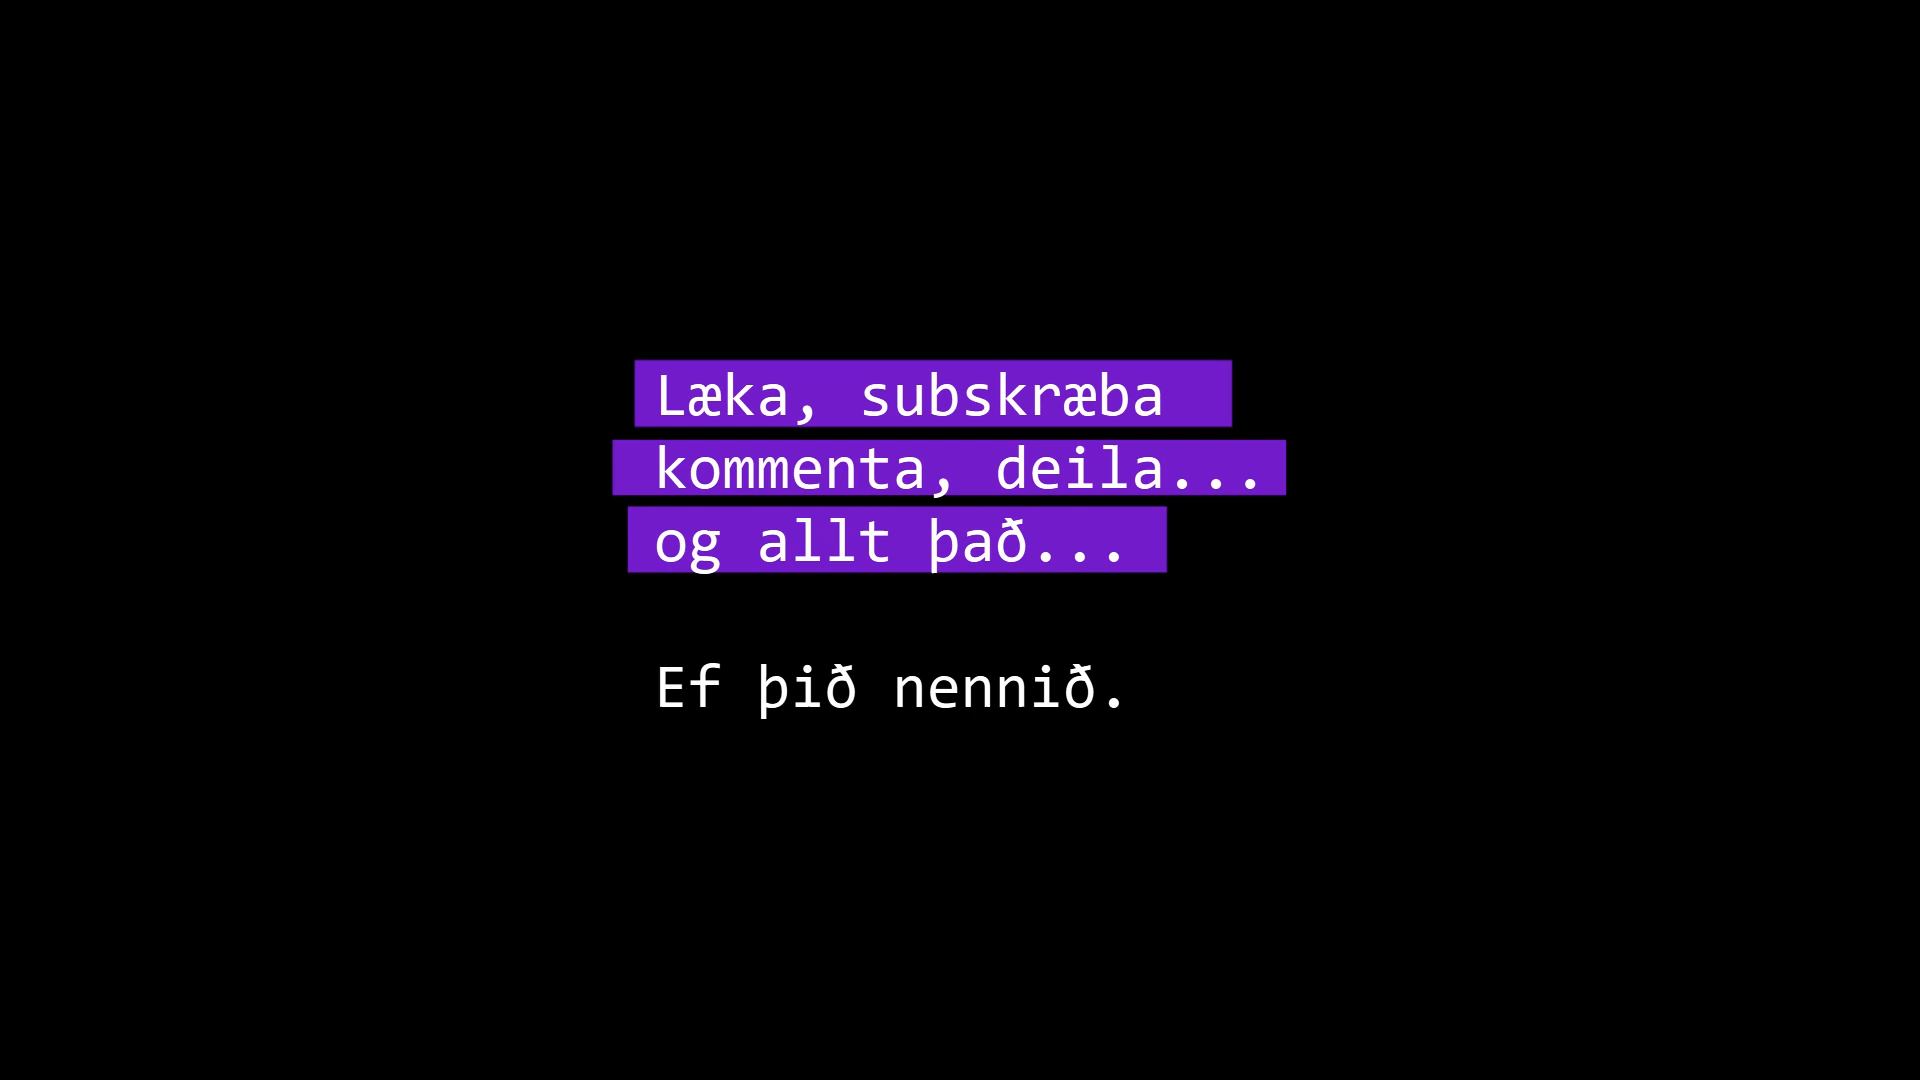 Læka, subskræba
kommenta, deila...
og allt það...
Ef þið nennið.